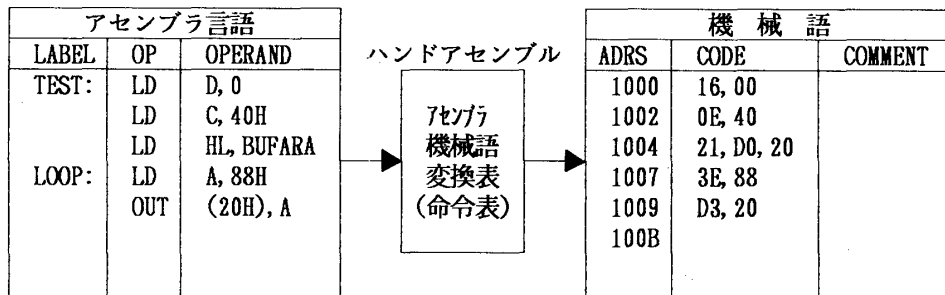 アセンブラ言語
LABEL OP OPERAND
TEST: LD D, 0
LD C, 40H
LD HL, BUFARA
LOOP: LD A, 88H
OUT (20H), A
ハンドアセンブル
アセンブラ
機械語
変換表
(命令表)
機 械 語
ADRS CODE COMMENT
1000 16, 00
1002 0E, 40
1004 21, D0, 20
1007 3E, 88
1009 D3, 20
100B